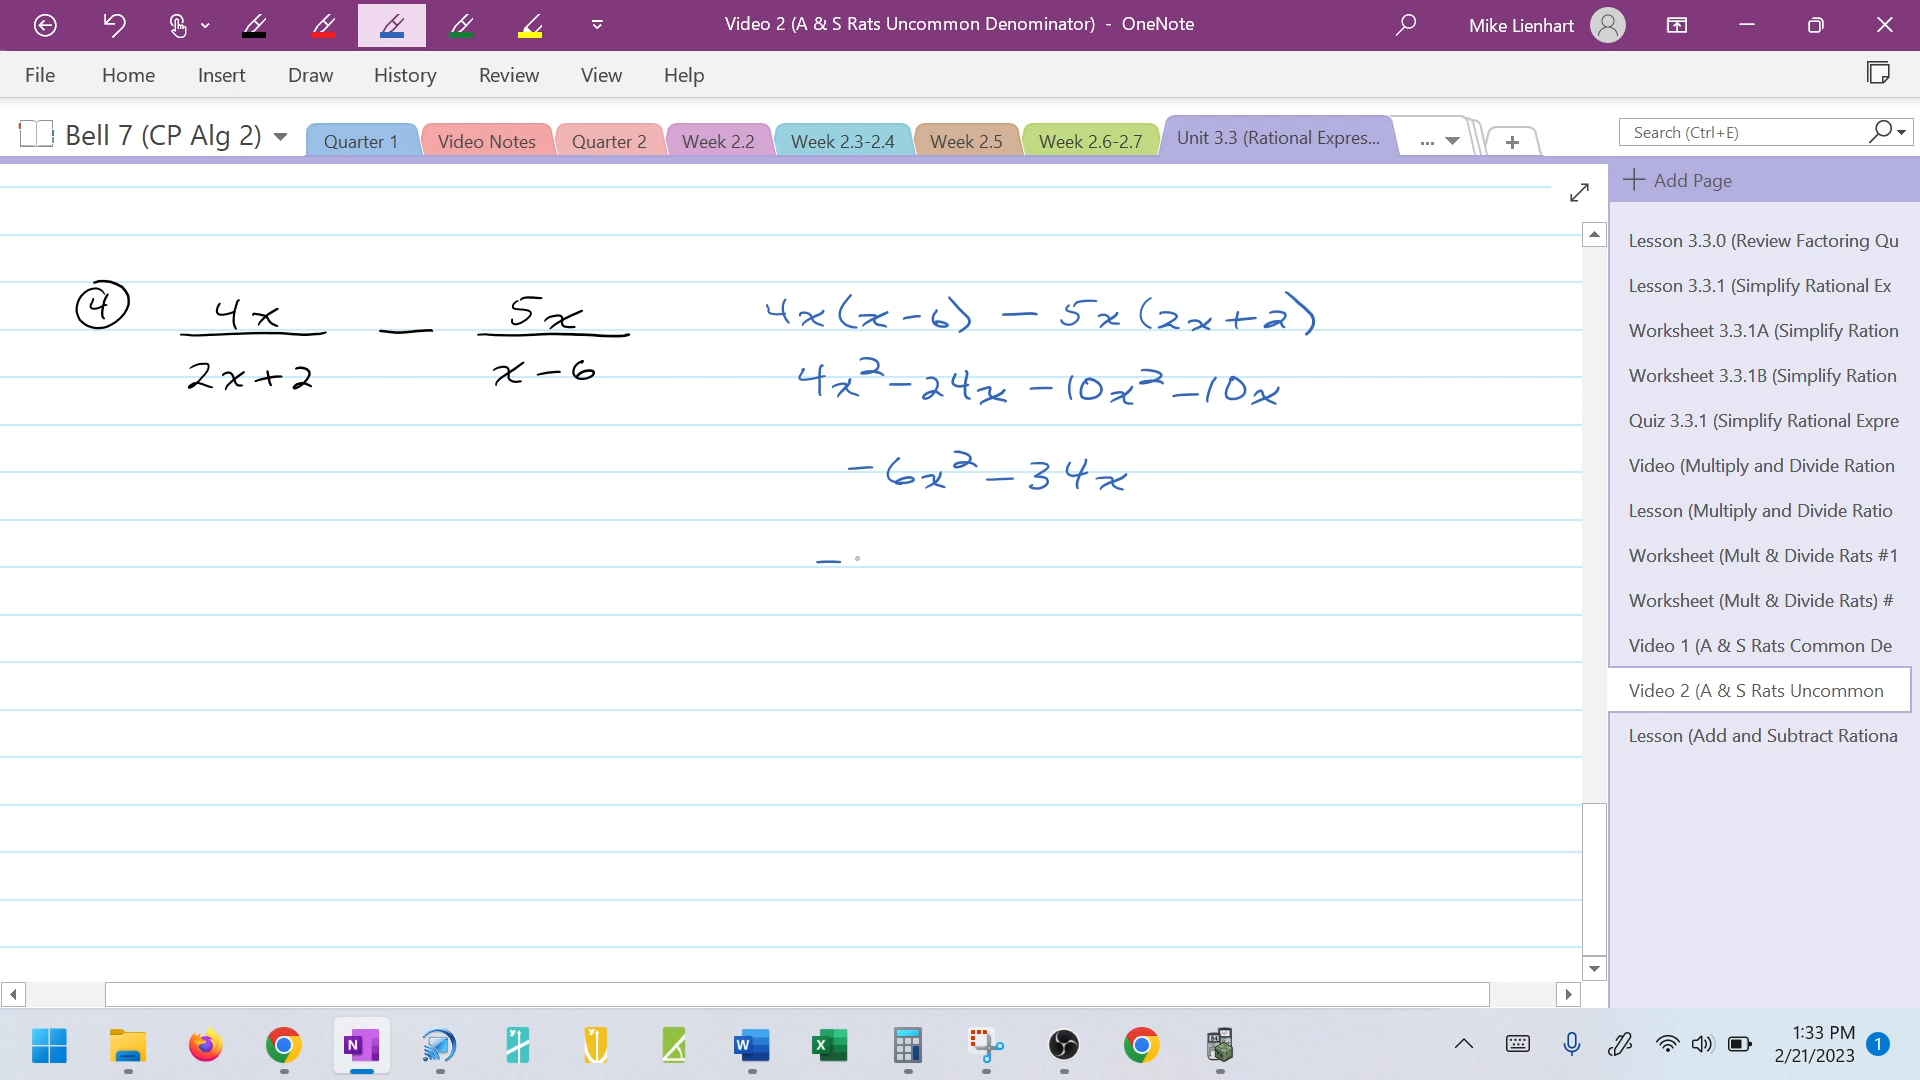 Video 2 (A & S Rats Uncommon Denominator) - OneNote
Mike Lienhart
File Home Insert Draw History Review View Help
Bell 7 (CP Alg 2)
Quarter 1 Video Notes Quarter 2 Week 2.2 Week 2.3-2.4 Week 2.5 Week 2.6-2.7 Unit 3.3 (Rational Expres... ... +
Search (Ctrl+E)
Add Page
Lesson 3.3.0 (Review Factoring Qu
Lesson 3.3.1 (Simplify Rational Ex
Worksheet 3.3.1A (Simplify Ration
Worksheet 3.3.1B (Simplify Ration
Quiz 3.3.1 (Simplify Rational Expre
Video (Multiply and Divide Ration
Lesson (Multiply and Divide Ratio
Worksheet (Mult & Divide Rats #1
Worksheet (Mult & Divide Rats) #
Video 1 (A & S Rats Common De
Video 2 (A & S Rats Uncommon
Lesson (Add and Subtract Rationa
④ 4x/(2x+2) − 5x/(x−6)
4x(x−6) − 5x(2x+2)
4x² − 24x − 10x² − 10x
−6x² − 34x
−
1:33 PM
2/21/2023
1